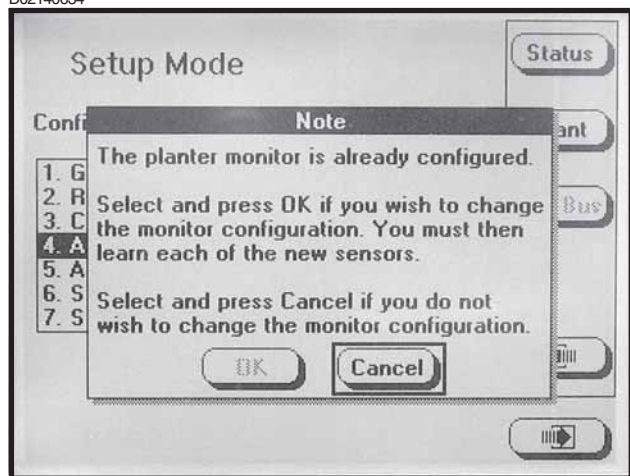 Setup Mode
Status
Confi
Note
ant
The planter monitor is already configured.
1. G
2. R
Select and press OK if you wish to change
Bus
3. C
the monitor configuration. You must then
4. A
learn each of the new sensors.
5. A
6. S
Select and press Cancel if you do not
7. S
wish to change the monitor configuration.
OK
Cancel